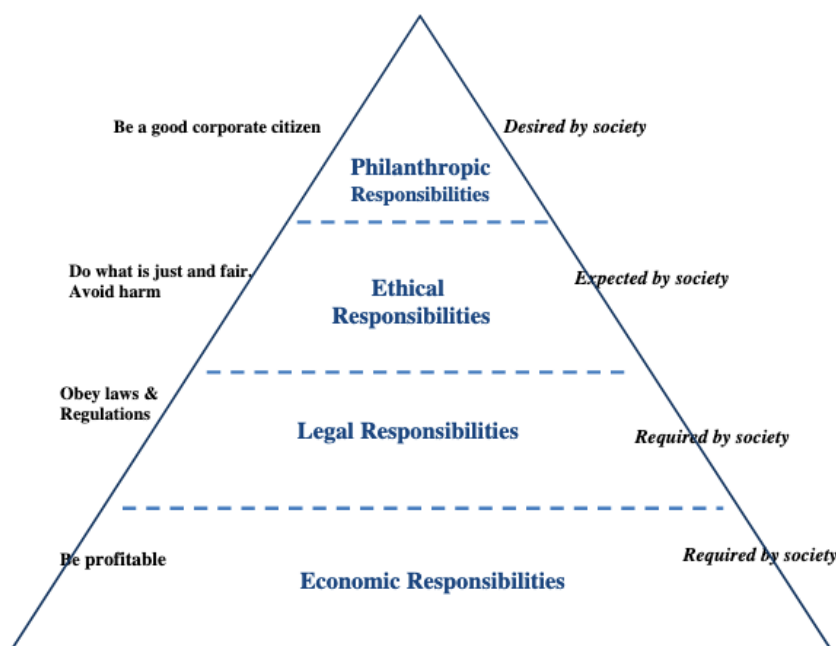 Be a good corporate citizen
Desired by society
Philanthropic
Responsibilities
Do what is just and fair,
Avoid harm
Expected by society
Ethical
Responsibilities
Obey laws &
Regulations
Legal Responsibilities
Required by society
Be profitable
Required by society
Economic Responsibilities